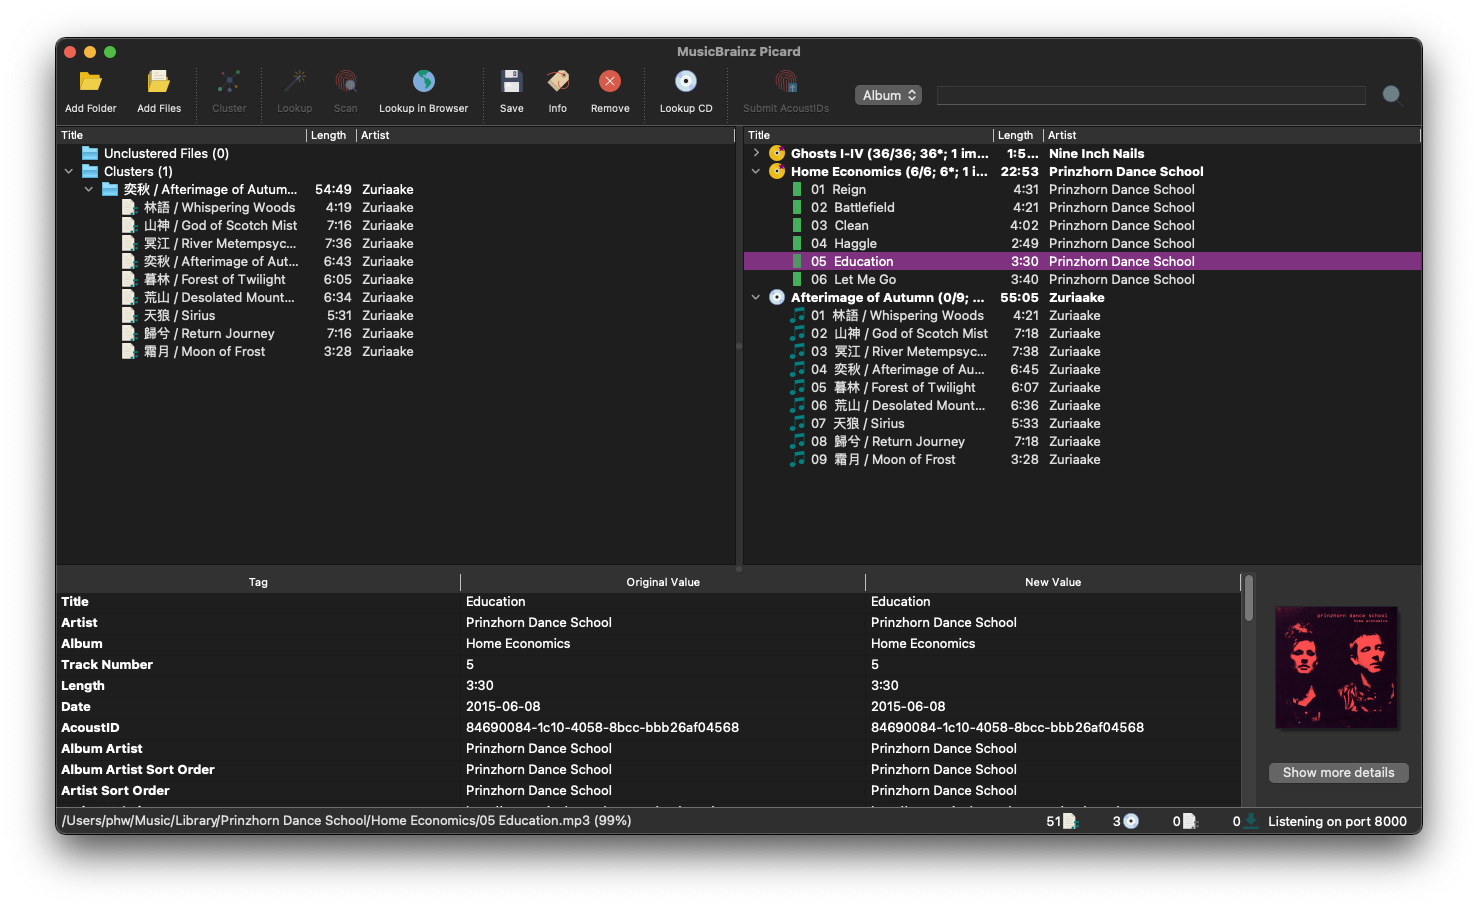 MusicBrainz Picard
Add Folder Add Files Cluster Lookup Scan Lookup in Browser Save Info Remove Lookup CD Submit AcoustIDs Album
Title Length Artist
Unclustered Files (0)
Clusters (1)
奕秋 / Afterimage of Autum... 54:49 Zuriaake
林語 / Whispering Woods 4:19 Zuriaake
山神 / God of Scotch Mist 7:16 Zuriaake
冥江 / River Metempsyc... 7:36 Zuriaake
奕秋 / Afterimage of Aut... 6:43 Zuriaake
暮林 / Forest of Twilight 6:05 Zuriaake
荒山 / Desolated Mount... 6:34 Zuriaake
天狼 / Sirius 5:31 Zuriaake
歸兮 / Return Journey 7:16 Zuriaake
霜月 / Moon of Frost 3:28 Zuriaake
Title Length Artist
Ghosts I-IV (36/36; 36*; 1 im... 1:5... Nine Inch Nails
Home Economics (6/6; 6*; 1 i... 22:53 Prinzhorn Dance School
01 Reign 4:31 Prinzhorn Dance School
02 Battlefield 4:21 Prinzhorn Dance School
03 Clean 4:02 Prinzhorn Dance School
04 Haggle 2:49 Prinzhorn Dance School
05 Education 3:30 Prinzhorn Dance School
06 Let Me Go 3:40 Prinzhorn Dance School
Afterimage of Autumn (0/9; ... 55:05 Zuriaake
01 林語 / Whispering Woods 4:21 Zuriaake
02 山神 / God of Scotch Mist 7:18 Zuriaake
03 冥江 / River Metempsyc... 7:38 Zuriaake
04 奕秋 / Afterimage of Au... 6:45 Zuriaake
05 暮林 / Forest of Twilight 6:07 Zuriaake
06 荒山 / Desolated Mount... 6:36 Zuriaake
07 天狼 / Sirius 5:33 Zuriaake
08 歸兮 / Return Journey 7:18 Zuriaake
09 霜月 / Moon of Frost 3:28 Zuriaake
Tag Original Value New Value
Title Education Education
Artist Prinzhorn Dance School Prinzhorn Dance School
Album Home Economics Home Economics
Track Number 5 5
Length 3:30 3:30
Date 2015-06-08 2015-06-08
AcoustID 84690084-1c10-4058-8bcc-bbb26af04568 84690084-1c10-4058-8bcc-bbb26af04568
Album Artist Prinzhorn Dance School Prinzhorn Dance School
Album Artist Sort Order Prinzhorn Dance School Prinzhorn Dance School
Artist Sort Order Prinzhorn Dance School Prinzhorn Dance School
prinzhorn dance school
home economics
Show more details
/Users/phw/Music/Library/Prinzhorn Dance School/Home Economics/05 Education.mp3 (99%) 51 3 0 0 Listening on port 8000